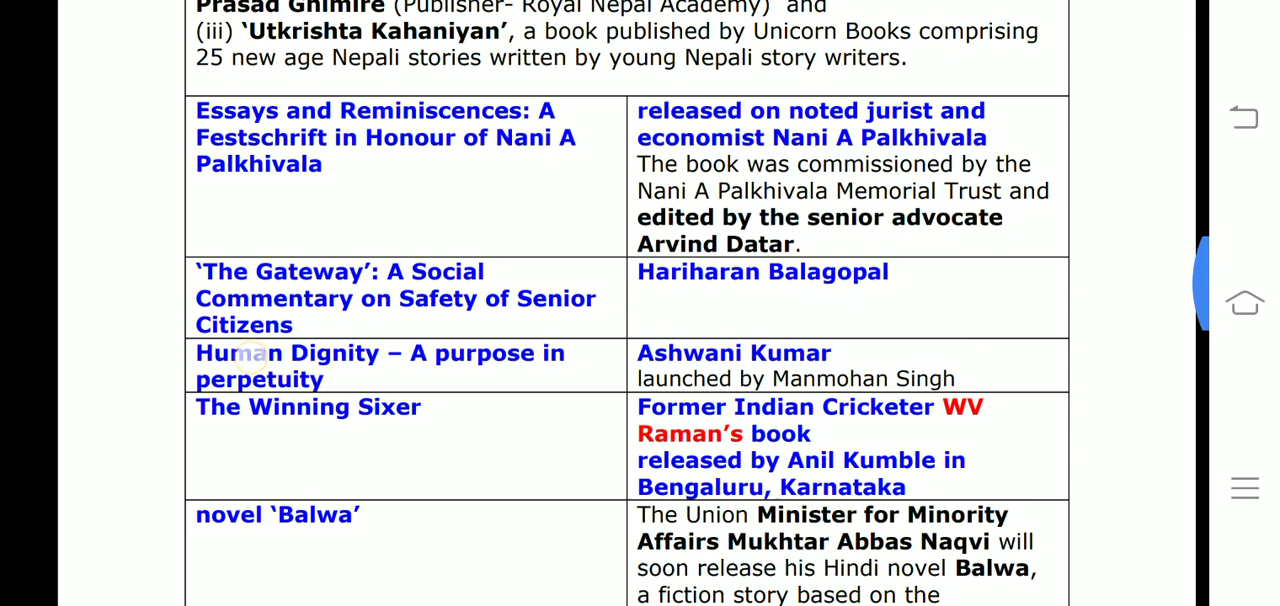 Prasad Ghimire (Publisher- Royal Nepal Academy) and
(iii) ‘Utkrishta Kahaniyan’, a book published by Unicorn Books comprising
25 new age Nepali stories written by young Nepali story writers.
Essays and Reminiscences: A
Festschrift in Honour of Nani A
Palkhivala
released on noted jurist and
economist Nani A Palkhivala
The book was commissioned by the
Nani A Palkhivala Memorial Trust and
edited by the senior advocate
Arvind Datar.
‘The Gateway’: A Social
Commentary on Safety of Senior
Citizens
Hariharan Balagopal
Human Dignity – A purpose in
perpetuity
Ashwani Kumar
launched by Manmohan Singh
The Winning Sixer
Former Indian Cricketer WV
Raman’s book
released by Anil Kumble in
Bengaluru, Karnataka
novel ‘Balwa’
The Union Minister for Minority
Affairs Mukhtar Abbas Naqvi will
soon release his Hindi novel Balwa,
a fiction story based on the